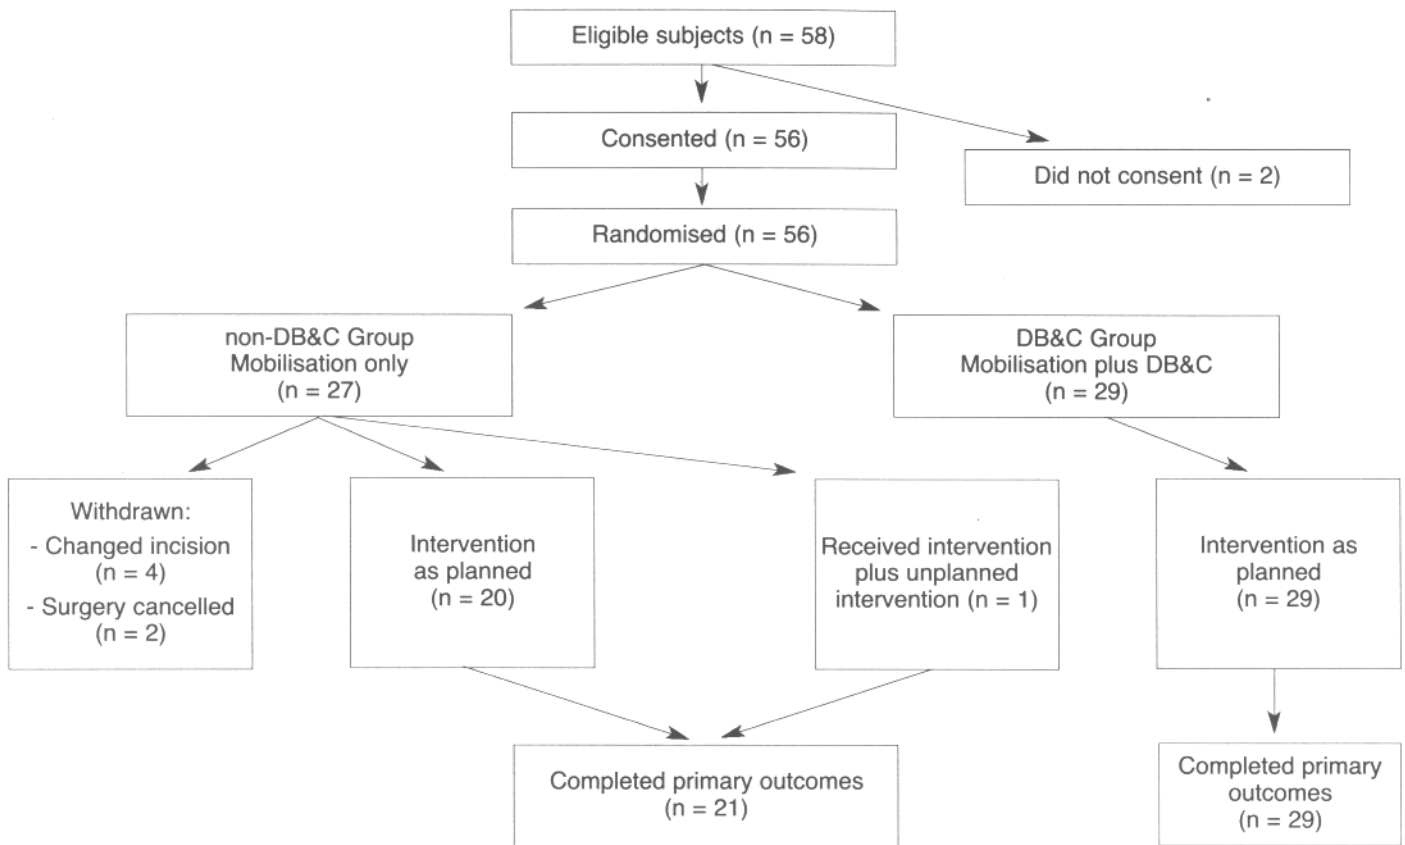 Eligible subjects (n = 58)
Consented (n = 56)
Did not consent (n = 2)
Randomised (n = 56)
non-DB&C Group
Mobilisation only
(n = 27)
DB&C Group
Mobilisation plus DB&C
(n = 29)
Withdrawn:
- Changed incision
(n = 4)
- Surgery cancelled
(n = 2)
Intervention
as planned
(n = 20)
Received intervention
plus unplanned
intervention (n = 1)
Intervention as
planned
(n = 29)
Completed primary outcomes
(n = 21)
Completed primary
outcomes
(n = 29)